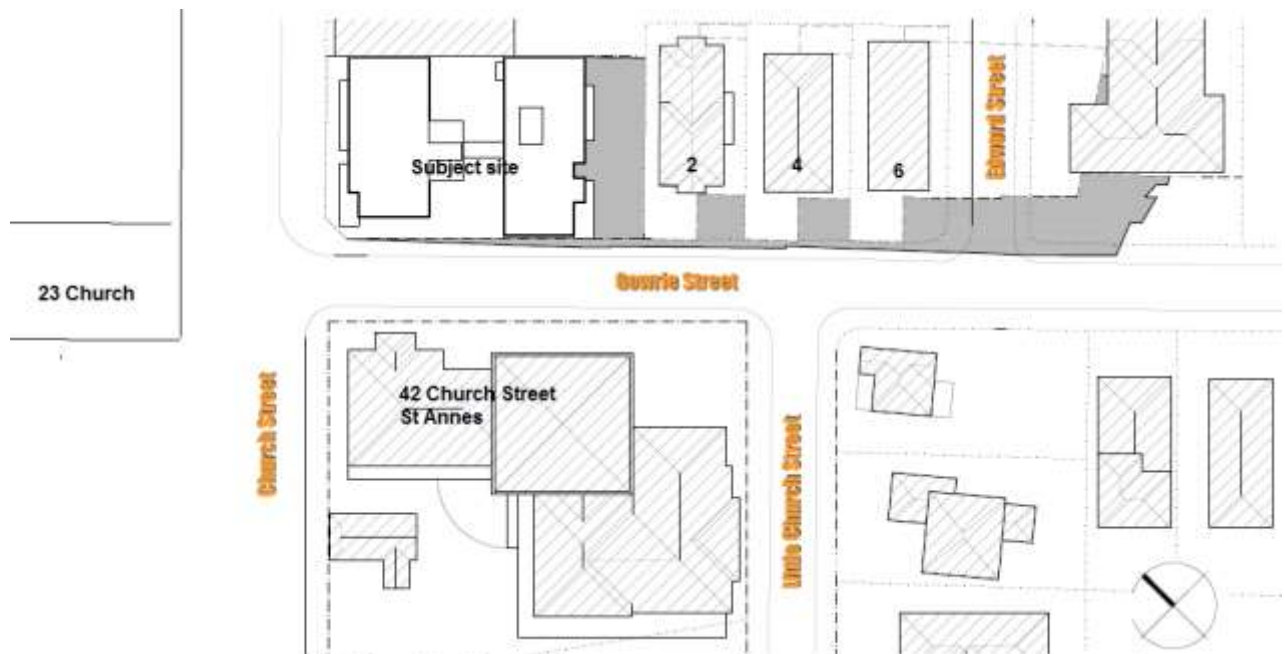 Edward Street
Subject site
2
4
6
Gowrie Street
23 Church
42 Church Street
St Annes
Church Street
Little Church Street